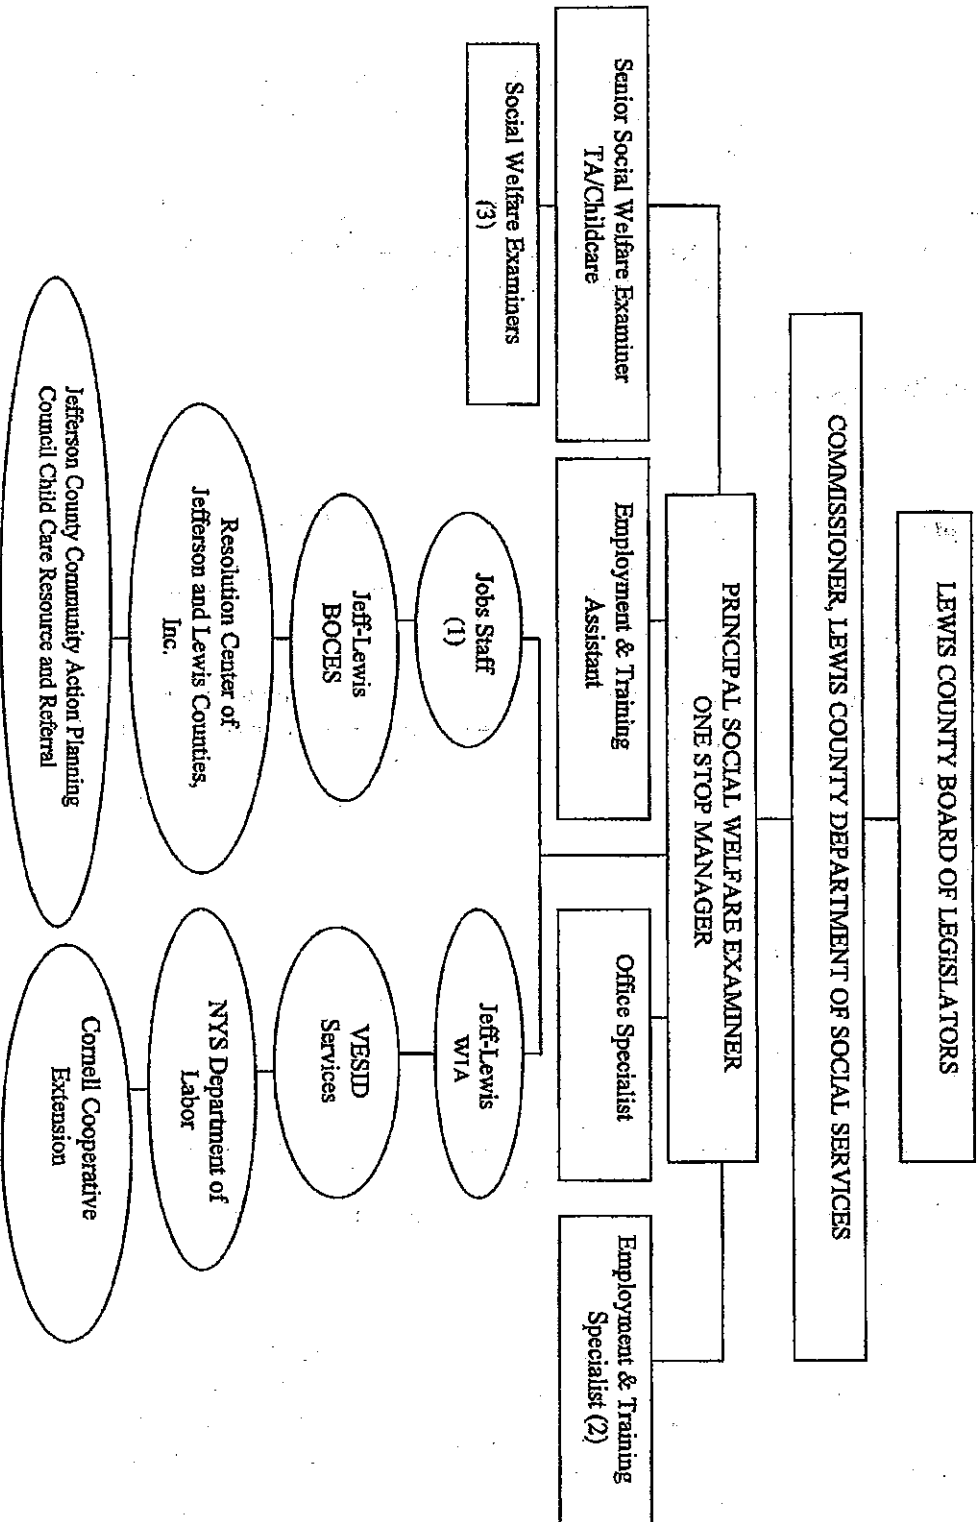 LEWIS COUNTY BOARD OF LEGISLATORS
COMMISSIONER, LEWIS COUNTY DEPARTMENT OF SOCIAL SERVICES
PRINCIPAL SOCIAL WELFARE EXAMINER
ONE STOP MANAGER
Senior Social Welfare Examiner
TA/Childcare
Social Welfare Examiners
(3)
Employment & Training
Assistant
Office Specialist
Employment & Training
Specialist (2)
Jobs Staff
(1)
Jeff-Lewis
BOCES
Resolution Center of
Jefferson and Lewis Counties,
Inc.
Jefferson County Community Action Planning
Council Child Care Resource and Referral
Jeff-Lewis
WIA
VESID
Services
NYS Department of
Labor
Cornell Cooperative
Extension